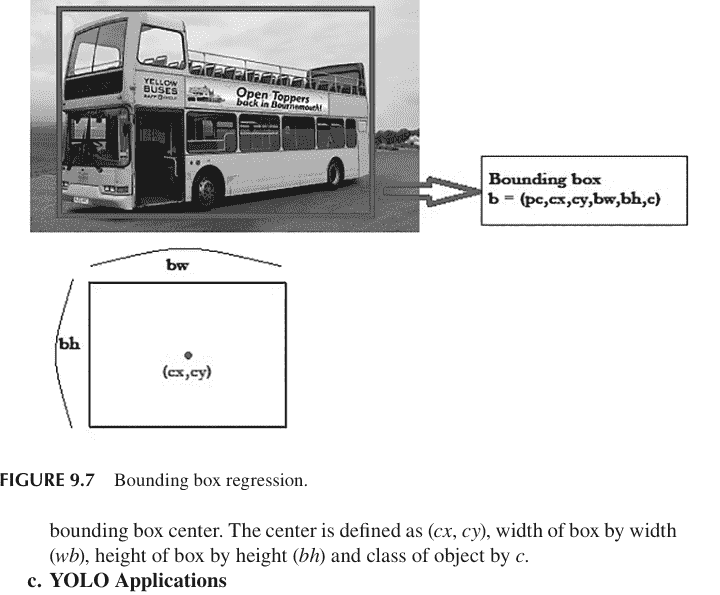 YELLOW
BUSES
Open Toppers
back in Bournemouth!
Bounding box
b = (pc,cx,cy,bw,bh,c)
bw
bh
(cx,cy)
FIGURE 9.7 Bounding box regression.
bounding box center. The center is defined as (cx, cy), width of box by width
(wb), height of box by height (bh) and class of object by c.
c. YOLO Applications